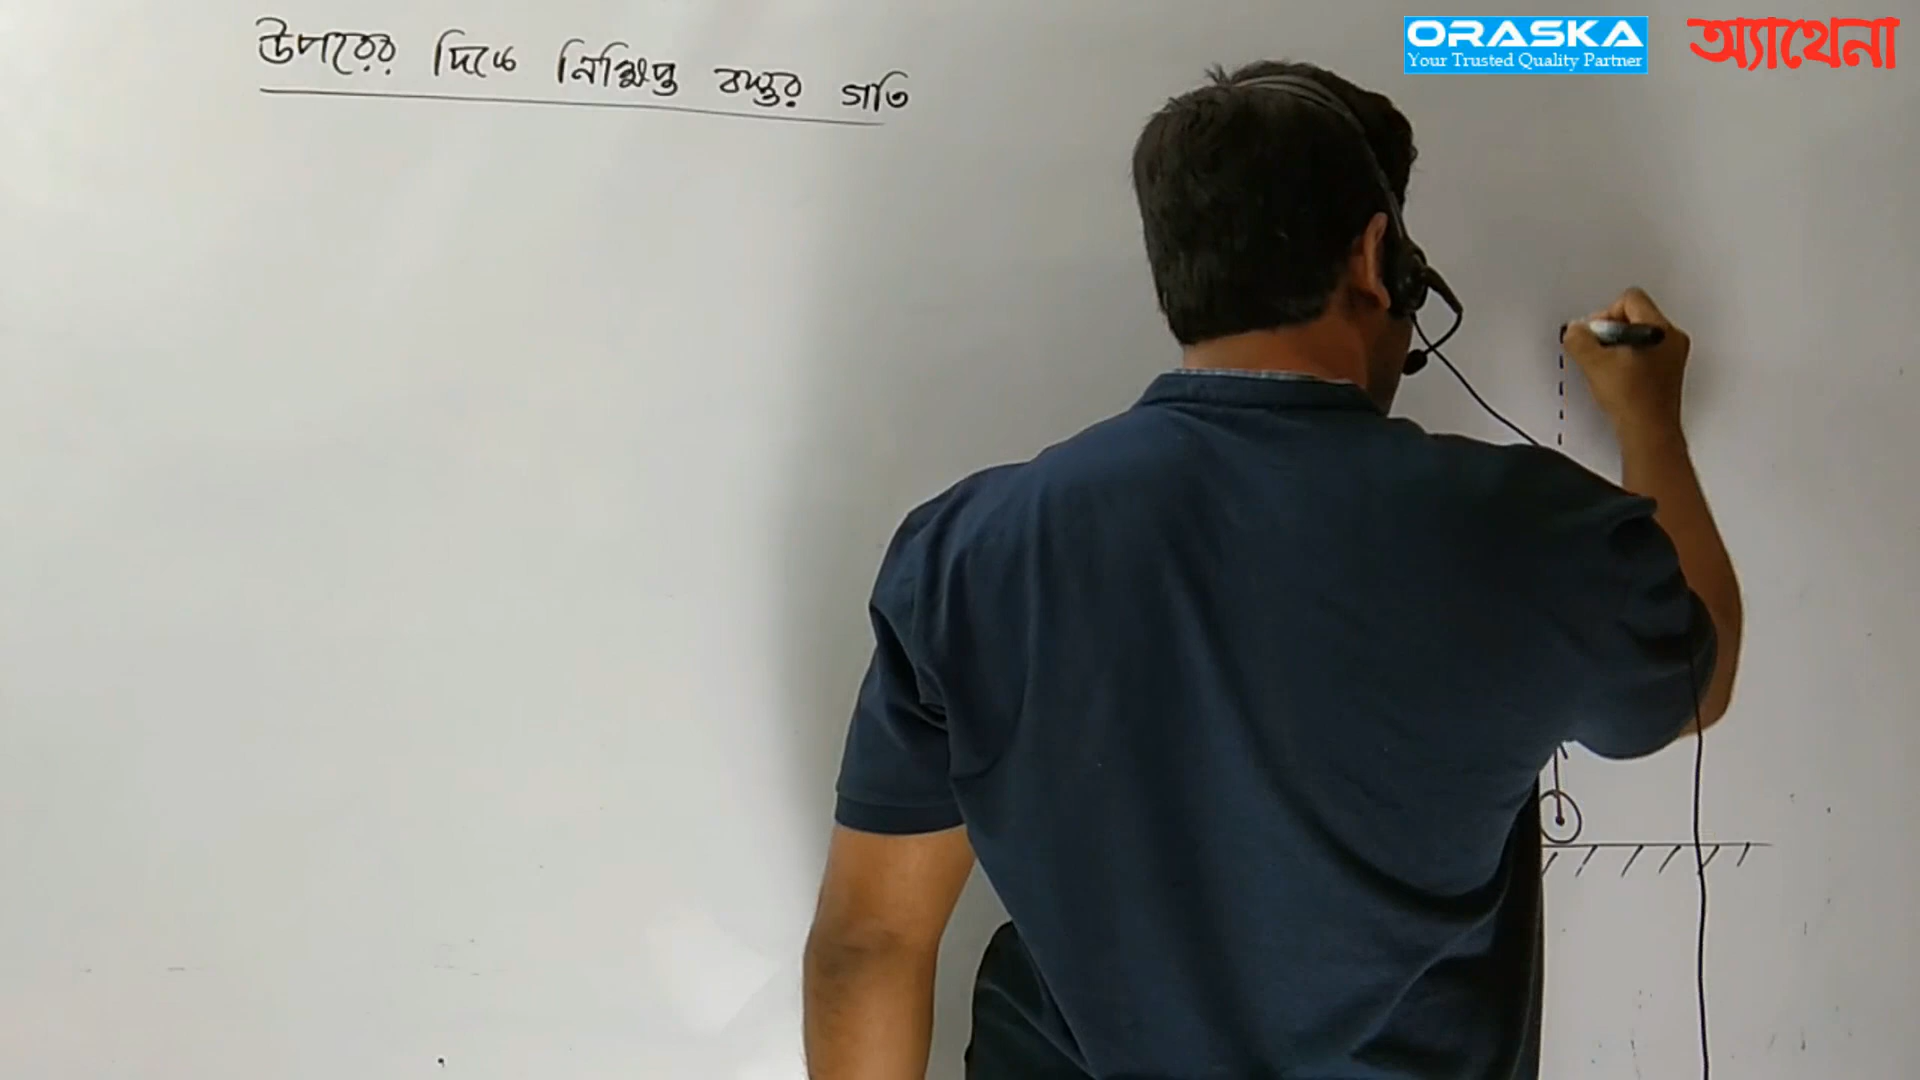 উপরের দিকে নিক্ষিপ্ত বস্তুর গতি
ORASKA
Your Trusted Quality Partner
অ্যাথেনা